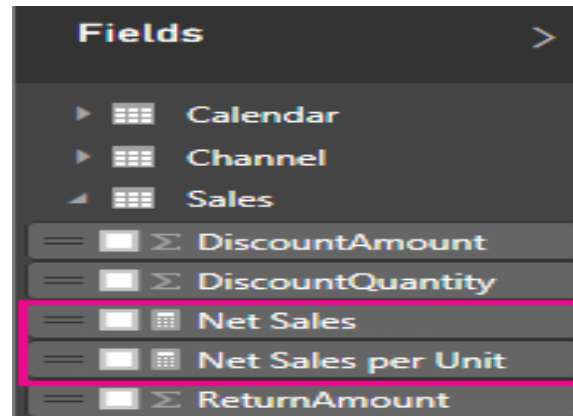 Fields
Calendar
Channel
Sales
DiscountAmount
DiscountQuantity
Net Sales
Net Sales per Unit
ReturnAmount